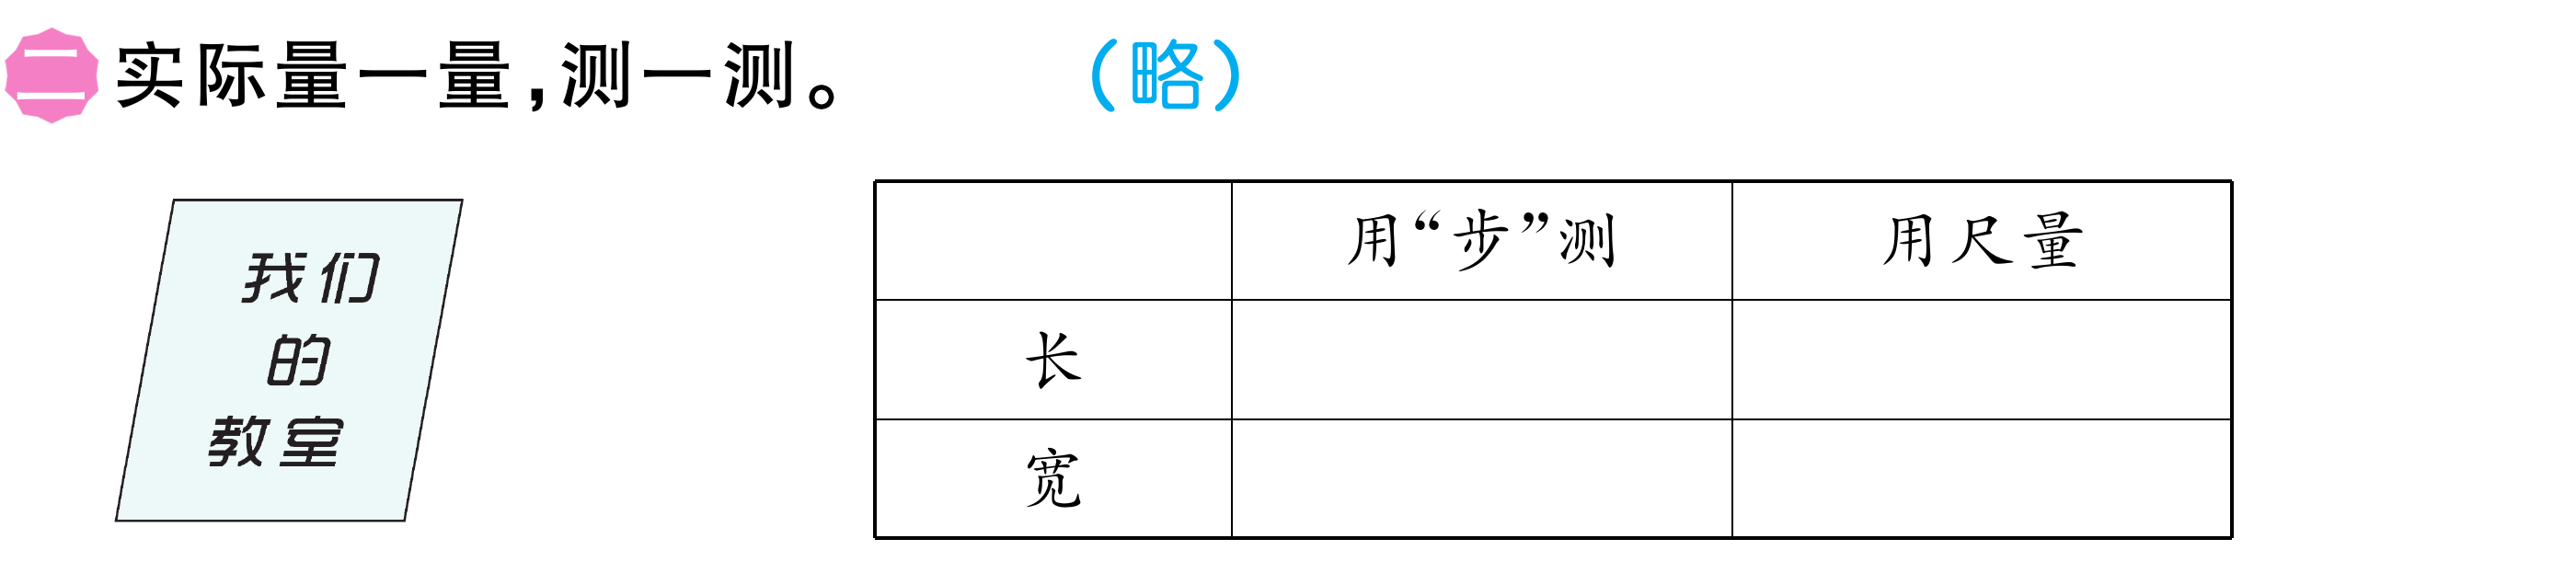 二 实际量一量,测一测。 (略)
我们
的
教室
用“步”测 用尺量
长
宽